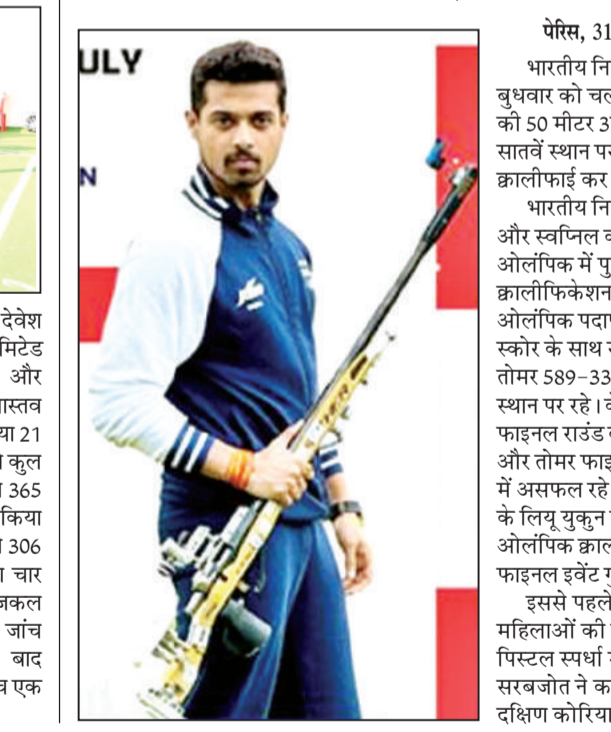 देवेश
मिटेड
और
स्तव
या 21
कुल
365
किया
306
चार
जकल
जांच
बाद
एक
ULY
N
पेरिस, 31
भारतीय नि
बुधवार को चल
की 50 मीटर
सातवें स्थान पर
क्वालीफाई कर
भारतीय नि
और स्वप्निल
ओलंपिक में पु
क्वालीफिकेशन
ओलंपिक पदा
स्कोर के साथ
तोमर 589-33
स्थान पर रहे।
फाइनल राउंड
और तोमर फाइ
में असफल रहे
के लियू युकुन
ओलंपिक क्वाल
फाइनल इवेंट
इससे पहले
महिलाओं की
पिस्टल स्पर्धा
सरबजोत ने क
दक्षिण कोरिया